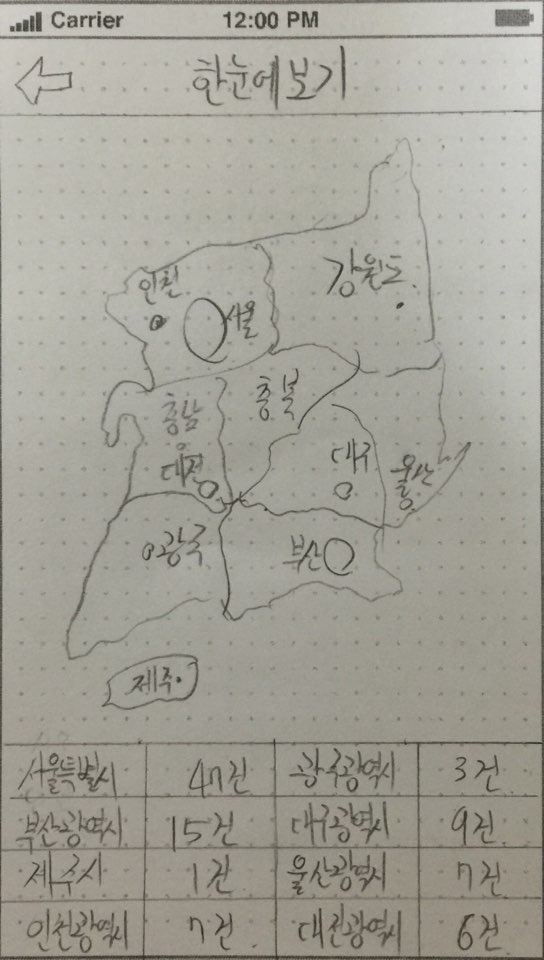 Carrier 12:00 PM
한눈에보기
인천
서울
강원도
충북
충남
대전
대구
울산
광주
부산
제주
서울특별시 47건 광주광역시 3건
부산광역시 15건 대구광역시 9건
제주시 1건 울산광역시 7건
인천광역시 7건 대전광역시 6건